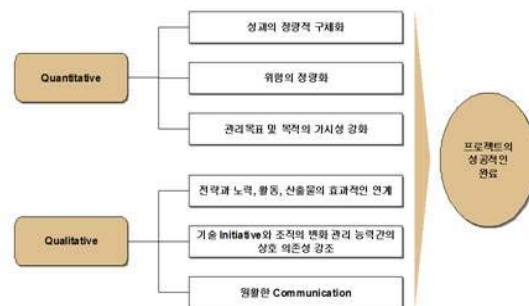 Quantitative
성과의 정량적 구체화
위험의 정량화
관리목표 및 목적의 가시성 강화
Qualitative
전략과 노력, 활동, 산출물의 효과적인 연계
기술 Initiative와 조직의 변화 관리 능력간의
상호 의존성 강조
원활한 Communication
프로젝트의
성공적인
완료